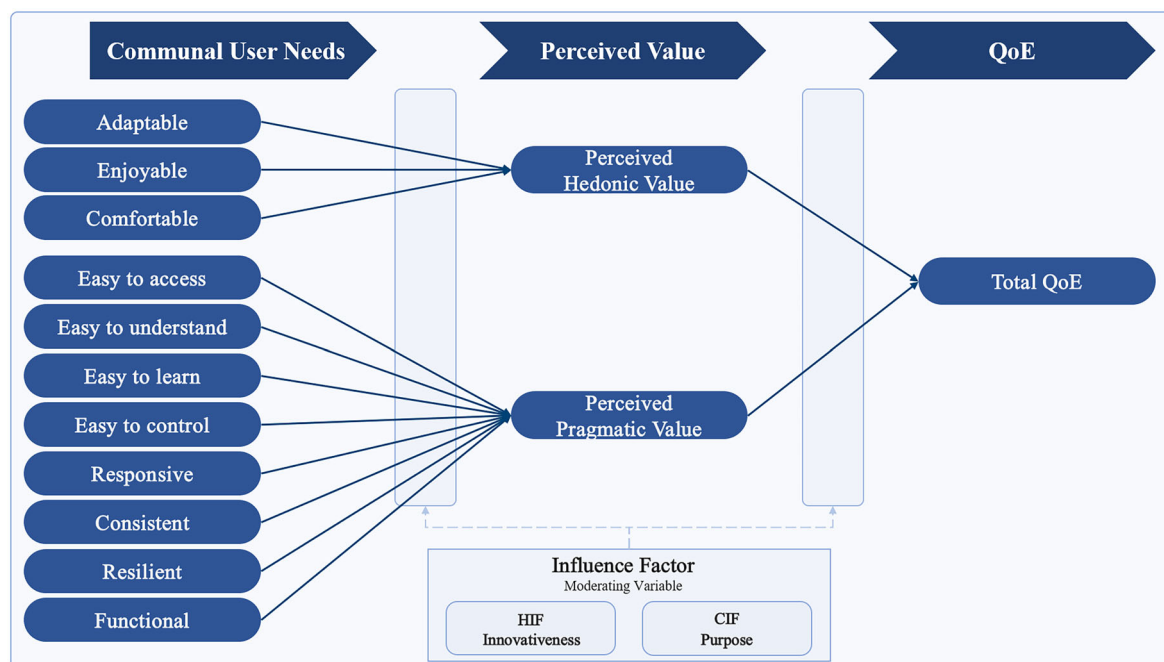 Communal User Needs
Perceived Value
QoE
Adaptable
Enjoyable
Comfortable
Easy to access
Easy to understand
Easy to learn
Easy to control
Responsive
Consistent
Resilient
Functional
Perceived
Hedonic Value
Perceived
Pragmatic Value
Total QoE
Influence Factor
Moderating Variable
HIF
Innovativeness
CIF
Purpose